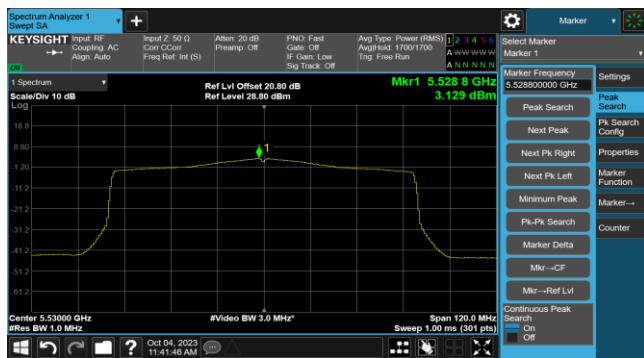 Spectrum Analyzer 1
Swept SA
Marker
KEYSIGHT
Input: RF
Coupling: AC
Align: Auto
Input Z: 50 Ω
Corr CCorr
Freq Ref: Int (S)
Atten: 20 dB
Preamp: Off
PNO: Fast
Gate: Off
IF Gain: Low
Sig Track: Off
Avg Type: Power (RMS)
Avg|Hold: 1700/1700
Trig: Free Run
1 2 3 4 5 6
A W W W W W
A N N N N N
Select Marker
Marker 1
1 Spectrum
Scale/Div 10 dB
Log
Ref Lvl Offset 20.80 dB
Ref Level 28.80 dBm
Mkr1 5.528 8 GHz
3.129 dBm
18.8
8.80
-1.20
-11.2
-21.2
-31.2
-41.2
-51.2
-61.2
1
Center 5.53000 GHz
#Res BW 1.0 MHz
#Video BW 3.0 MHz*
Span 120.0 MHz
Sweep 1.00 ms (301 pts)
Marker Frequency
5.528800000 GHz
Peak Search
Next Peak
Next Pk Right
Next Pk Left
Minimum Peak
Pk-Pk Search
Marker Delta
Mkr→CF
Mkr→Ref Lvl
Continuous Peak
Search
On
Off
Settings
Peak
Search
Pk Search
Config
Properties
Marker
Function
Marker→
Counter
Oct 04, 2023
11:41:46 AM